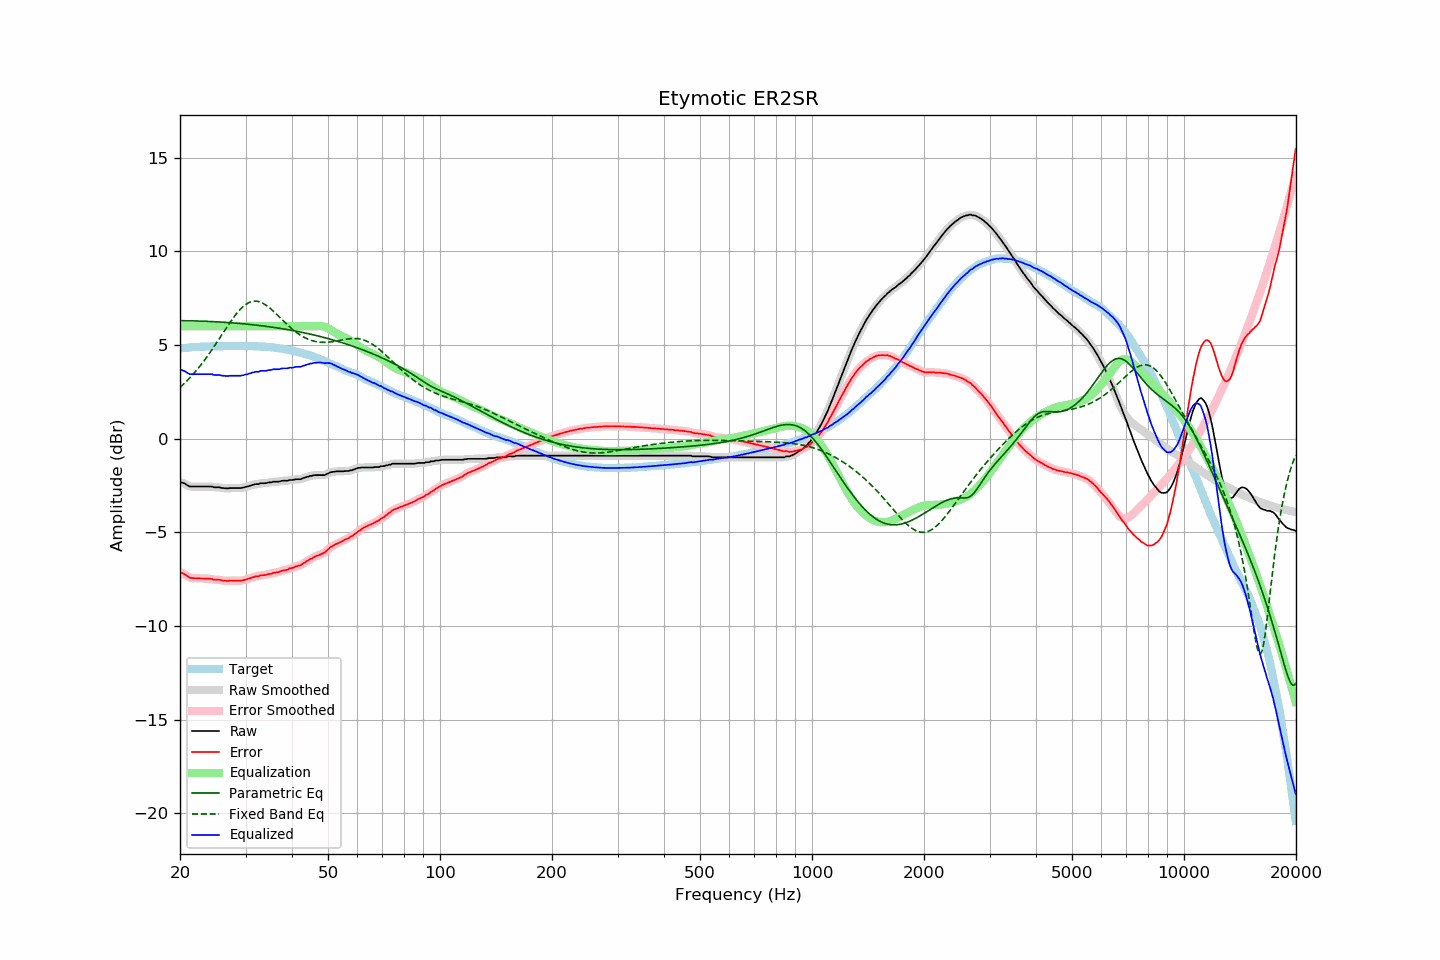 Etymotic ER2SR
Amplitude (dBr)
15
10
5
0
−5
−10
−15
−20
Target
Raw Smoothed
Error Smoothed
Raw
Error
Equalization
Parametric Eq
Fixed Band Eq
Equalized
20 50 100 200 500 1000 2000 5000 10000 20000
Frequency (Hz)